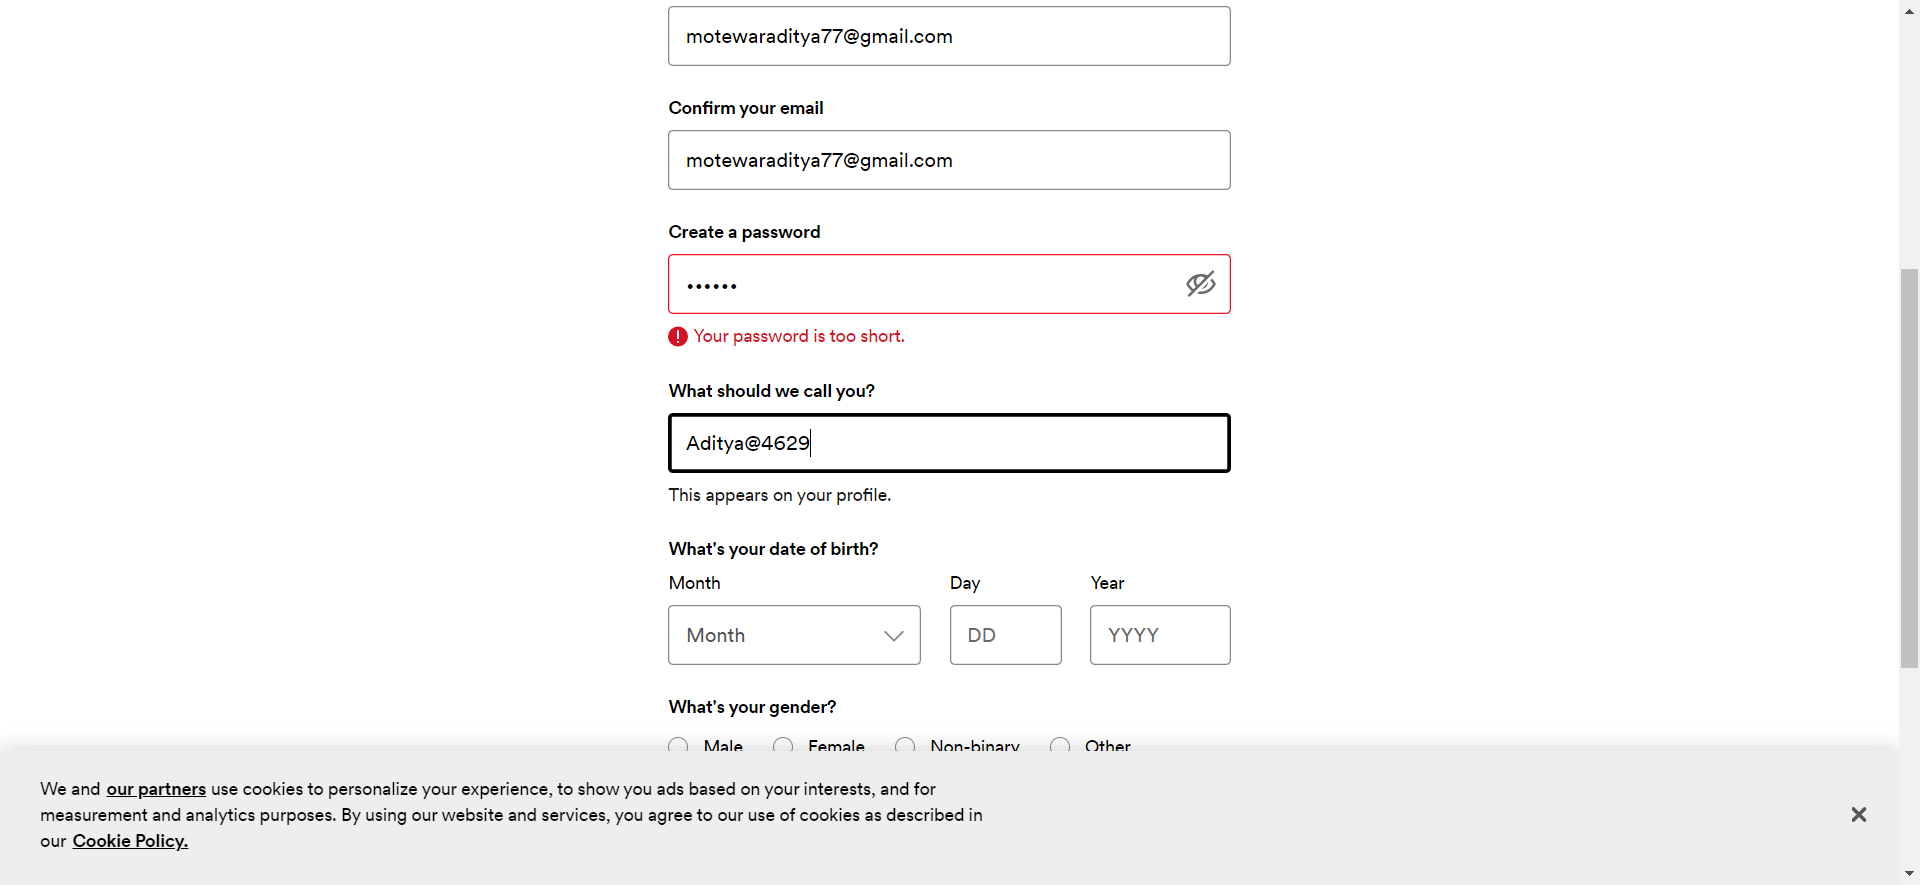 motewaraditya77@gmail.com
Confirm your email
motewaraditya77@gmail.com
Create a password
••••••
Your password is too short.
What should we call you?
Aditya@4629
This appears on your profile.
What's your date of birth?
Month Day Year
Month DD YYYY
What's your gender?
Male Female Non-binary Other
We and our partners use cookies to personalize your experience, to show you ads based on your interests, and for
measurement and analytics purposes. By using our website and services, you agree to our use of cookies as described in
our Cookie Policy.